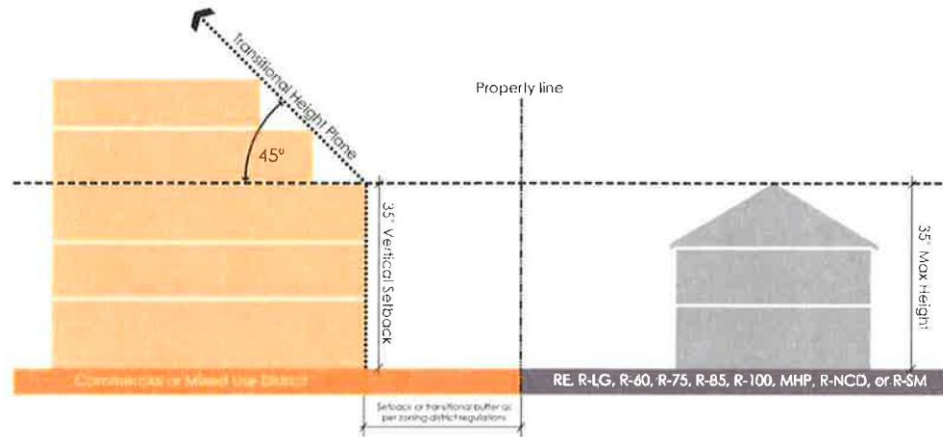 Transitional Height Plane
Properly line
45°
35' Vertical Setback
35' Max Height
Commercial or Mixed Use District
RE, R-LG, R-60, R-75, R-85, R-100, MHP, R-NCD, or R-SM
Setback or transitional buffer as
per zoning district regulations